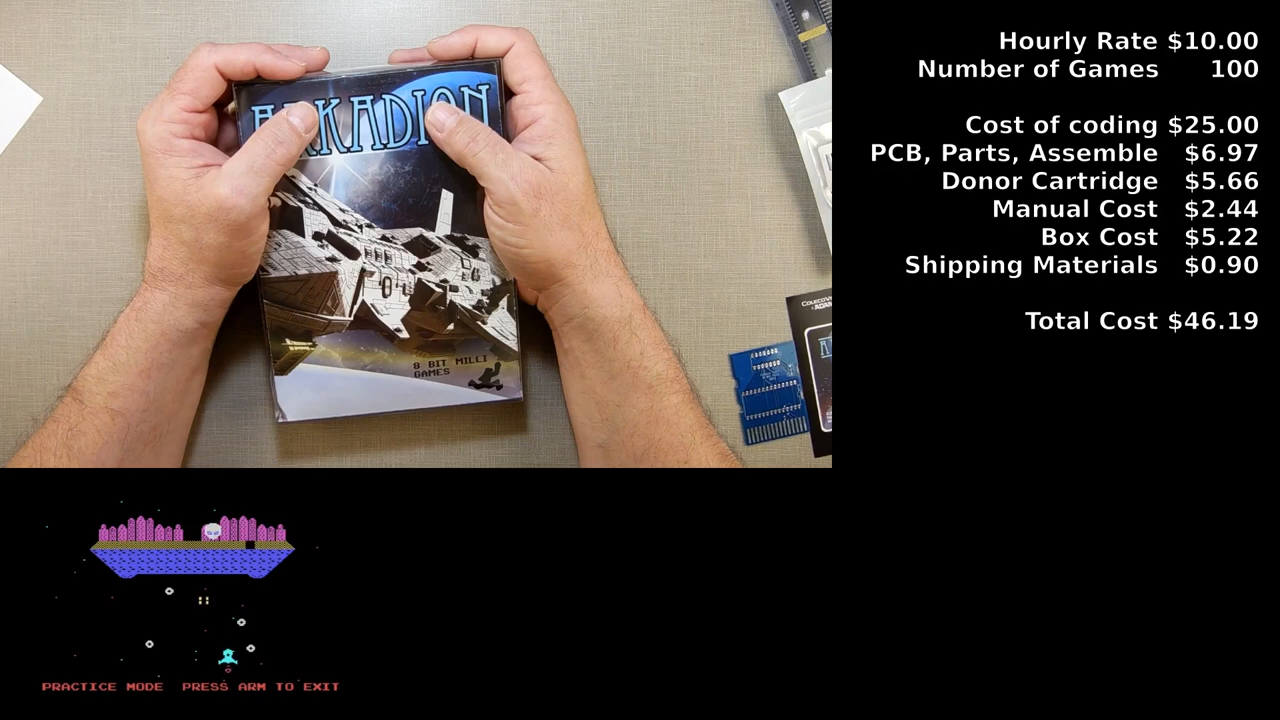 ARKADION
8 BIT MILLI
GAMES
Hourly Rate $10.00
Number of Games 100
Cost of coding $25.00
PCB, Parts, Assemble $6.97
Donor Cartridge $5.66
Manual Cost $2.44
Box Cost $5.22
Shipping Materials $0.90
Total Cost $46.19
PRACTICE MODE PRESS ARM TO EXIT